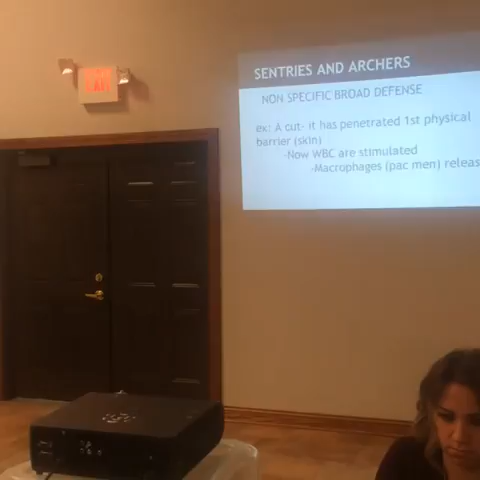 EXIT
SENTRIES AND ARCHERS
NON SPECIFIC BROAD DEFENSE
ex: A cut- it has penetrated 1st physical
barrier (skin)
-Now WBC are stimulated
-Macrophages (pac men) releas